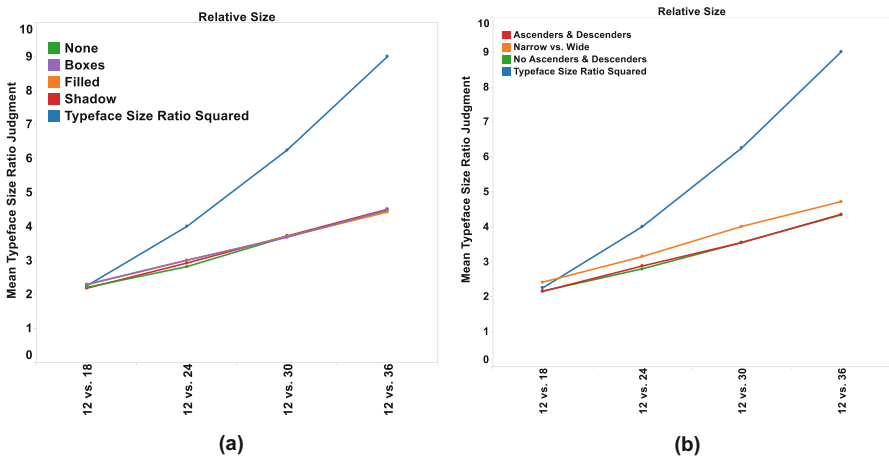 Relative Size
None
Boxes
Filled
Shadow
Typeface Size Ratio Squared
Mean Typeface Size Ratio Judgment
10
9
8
7
6
5
4
3
2
1
0
12 vs. 18
12 vs. 24
12 vs. 30
12 vs. 36
(a)
Relative Size
Ascenders & Descenders
Narrow vs. Wide
No Ascenders & Descenders
Typeface Size Ratio Squared
Mean Typeface Size Ratio Judgment
10
9
8
7
6
5
4
3
2
1
0
12 vs. 18
12 vs. 24
12 vs. 30
12 vs. 36
(b)